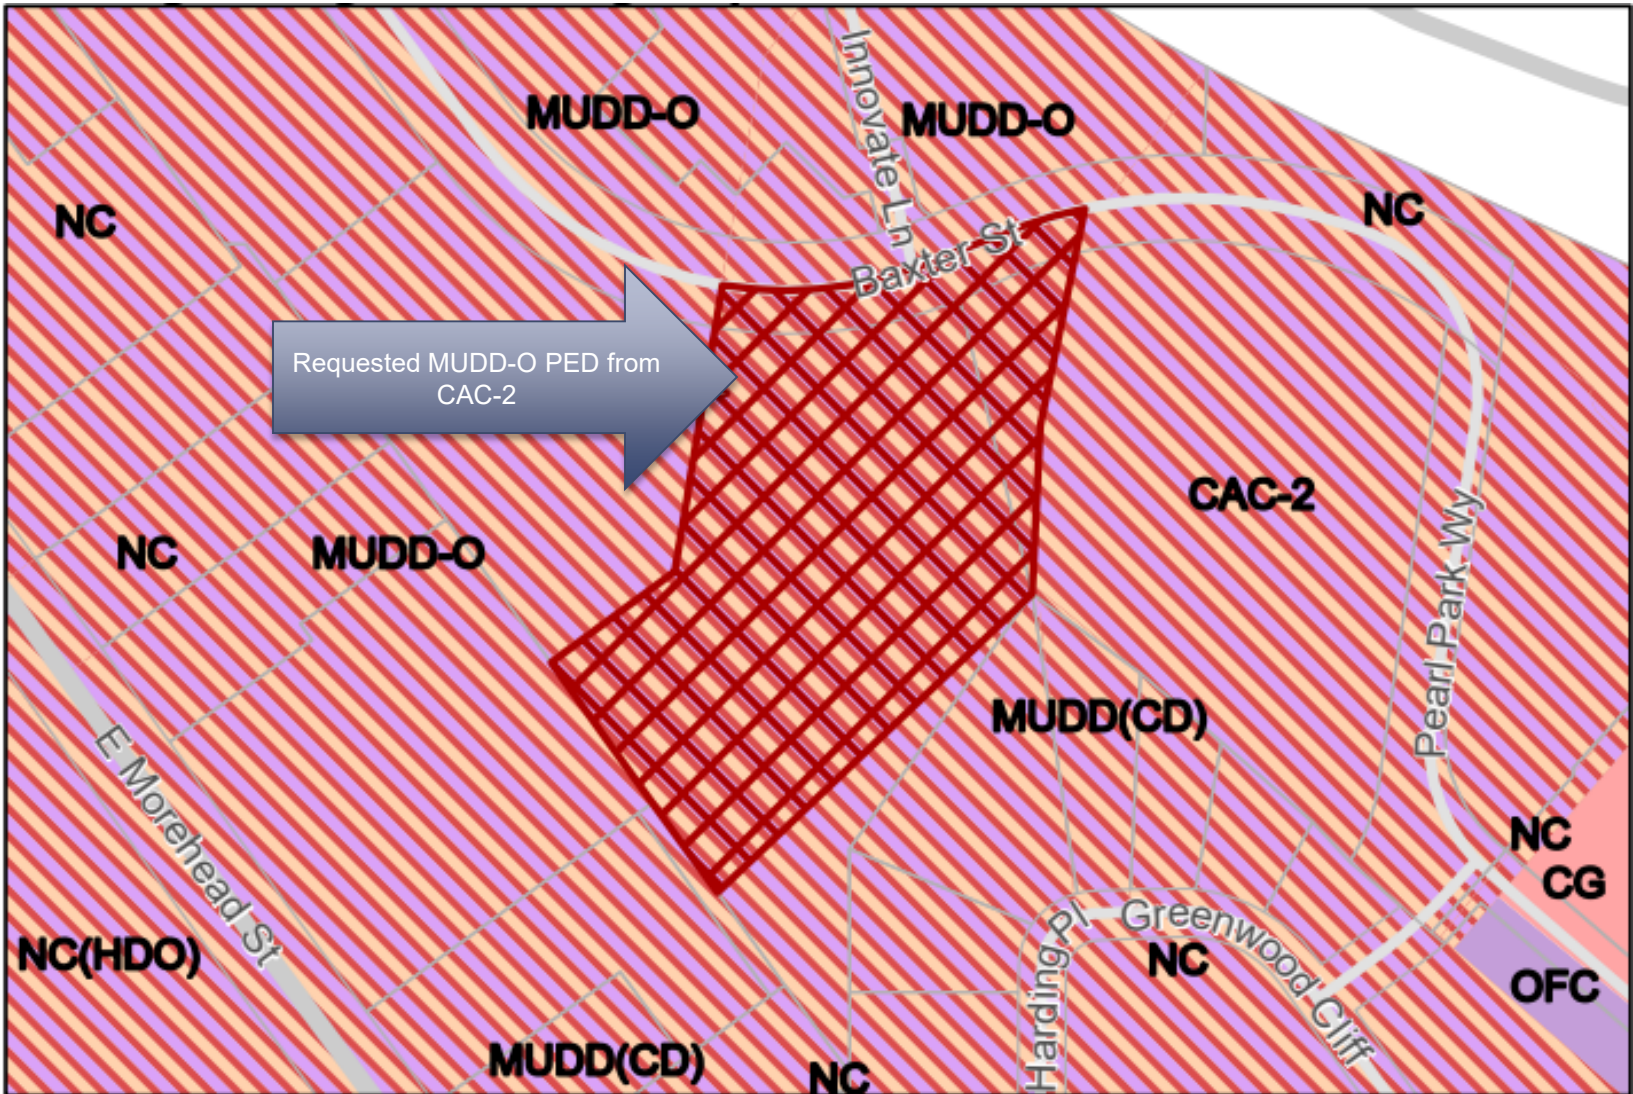 MUDD-O
Innovate Ln
MUDD-O
NC
NC
Baxter St
Requested MUDD-O PED from
CAC-2
CAC-2
NC
MUDD-O
Pearl Park Wy
MUDD(CD)
E Morehead St
NC
CG
NC(HDO)
Harding Pl
Greenwood Cliff
NC
OFC
MUDD(CD)
NC